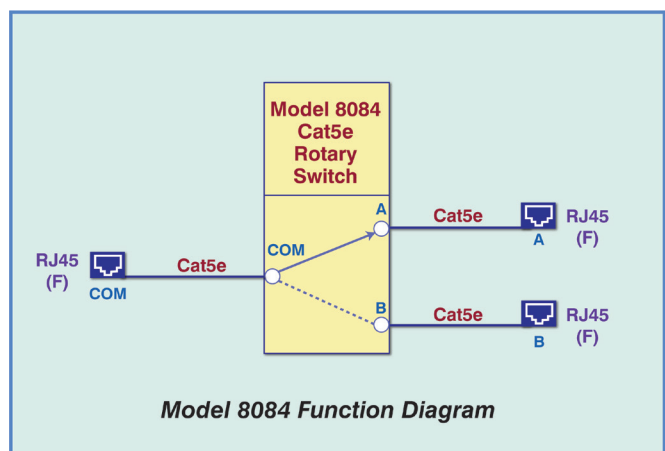 Model 8084
Cat5e
Rotary
Switch
A
Cat5e
RJ45
(F)
A
COM
RJ45
(F)
Cat5e
COM
B
Cat5e
RJ45
(F)
B
Model 8084 Function Diagram